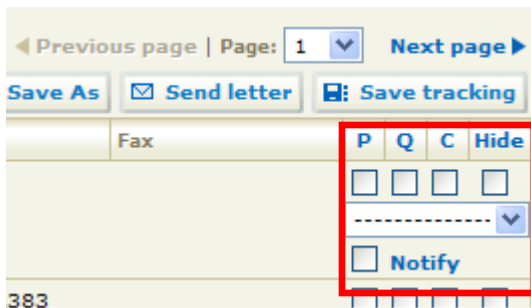 Previous page | Page: 1 Next page
Save As Send letter Save tracking
Fax P Q C Hide
---------------
Notify
383